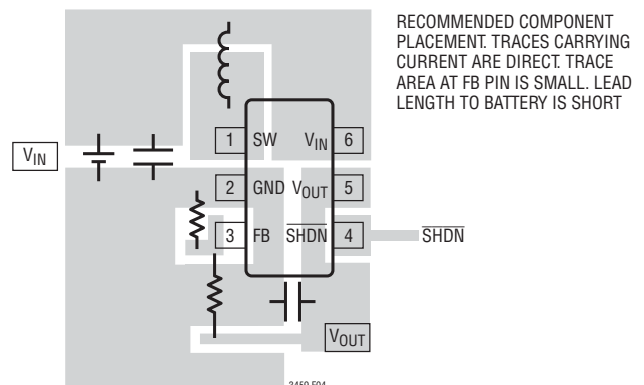 RECOMMENDED COMPONENT
PLACEMENT. TRACES CARRYING
CURRENT ARE DIRECT. TRACE
AREA AT FB PIN IS SMALL. LEAD
LENGTH TO BATTERY IS SHORT
1 SW VIN 6
VIN
2 GND VOUT 5
3 FB SHDN 4 SHDN
VOUT